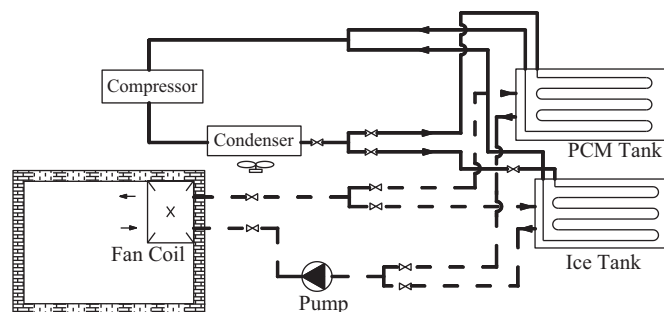 Compressor
Condenser
PCM Tank
Fan Coil
Ice Tank
Pump